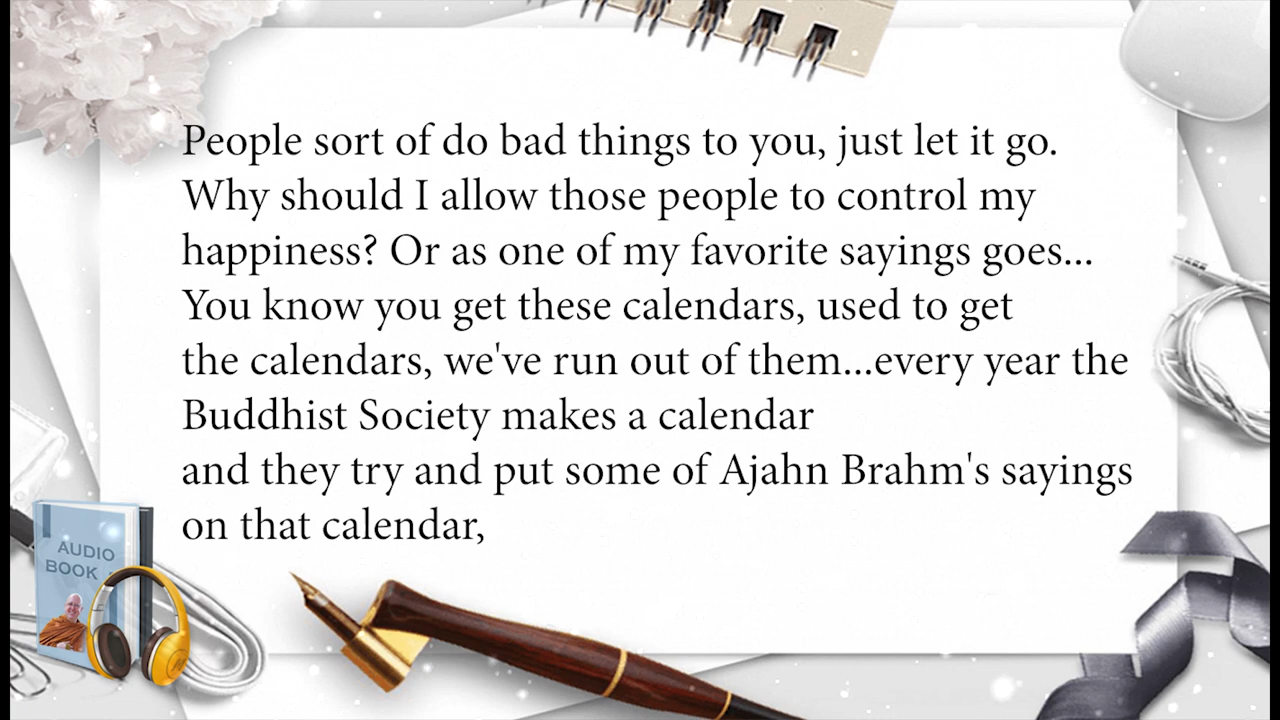 People sort of do bad things to you, just let it go.
Why should I allow those people to control my
happiness? Or as one of my favorite sayings goes...
You know you get these calendars, used to get
the calendars, we've run out of them...every year the
Buddhist Society makes a calendar
and they try and put some of Ajahn Brahm's sayings
on that calendar,
AUDIO
BOOK